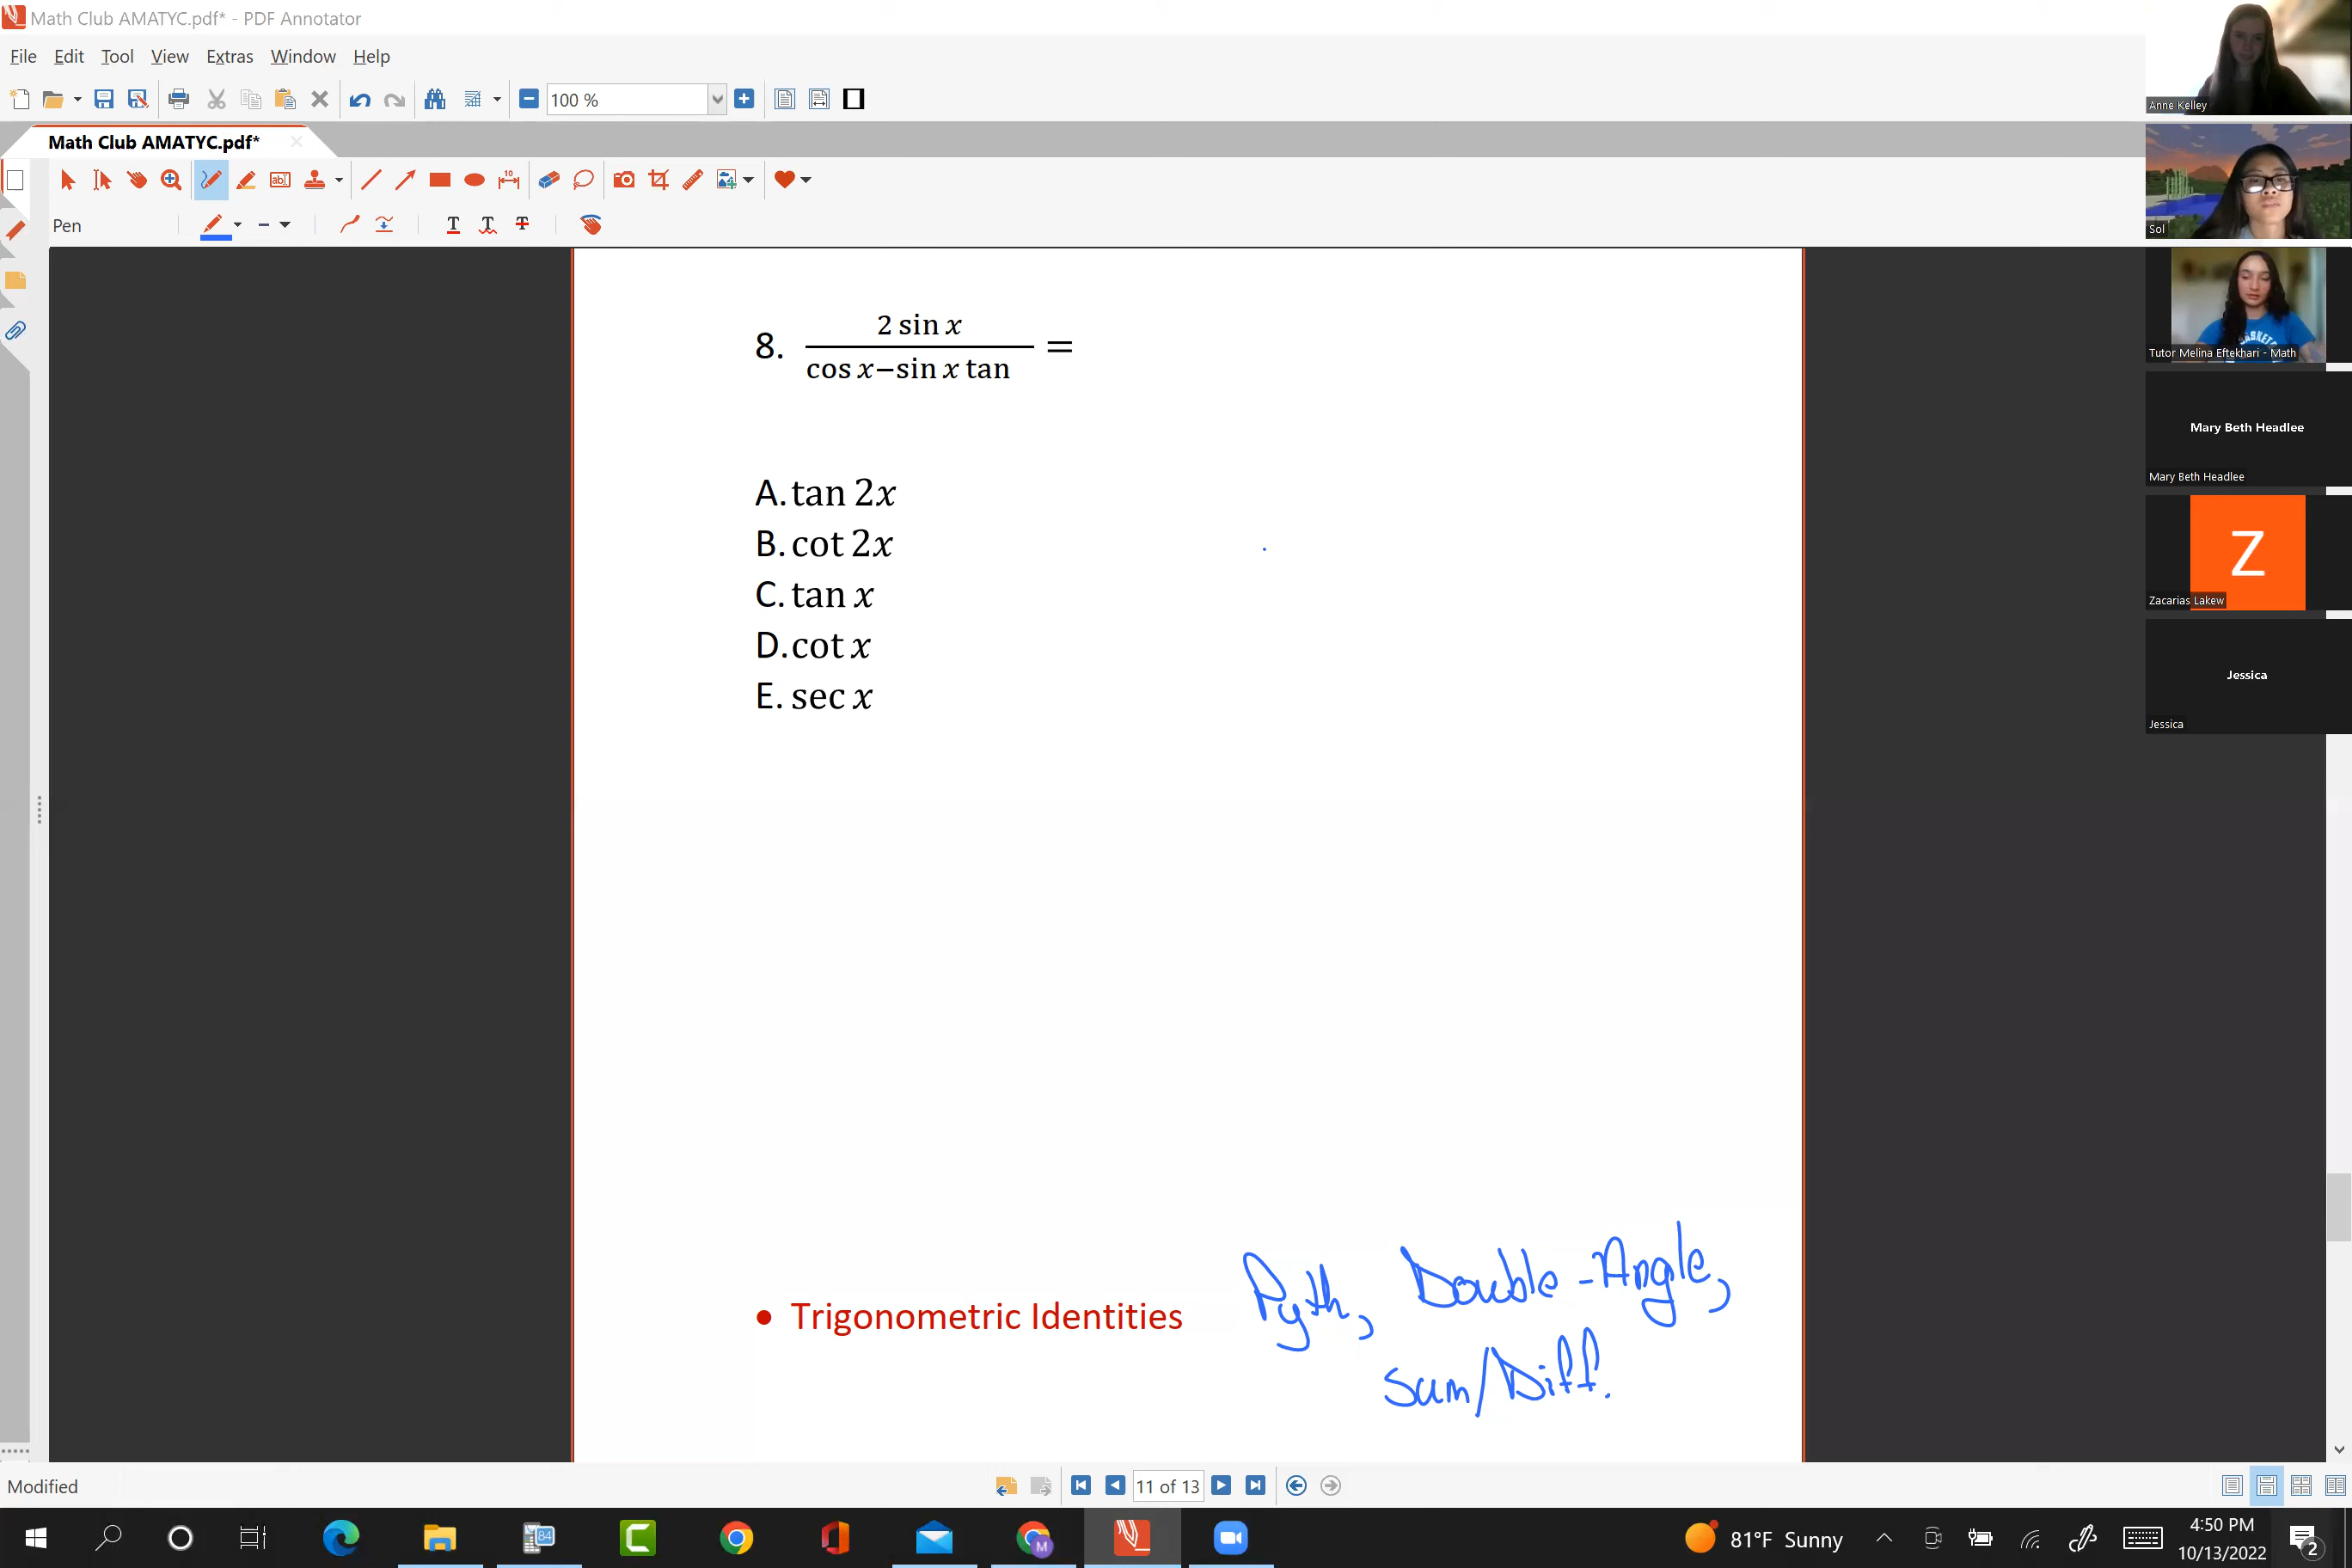 Math Club AMATYC.pdf* - PDF Annotator
File Edit Tool View Extras Window Help
100 %
Math Club AMATYC.pdf*
Pen
8. 2 sin x / cos x−sin x tan =
A. tan 2x
B. cot 2x
C. tan x
D. cot x
E. sec x
• Trigonometric Identities
Pyth, Double-Angle,
Sum/Diff.
Anne Kelley
Sol
Tutor Melina Eftekhari - Math
Mary Beth Headlee
Mary Beth Headlee
Z
Zacarias Lakew
Jessica
Jessica
Modified
11 of 13
81°F Sunny
4:50 PM
10/13/2022
2